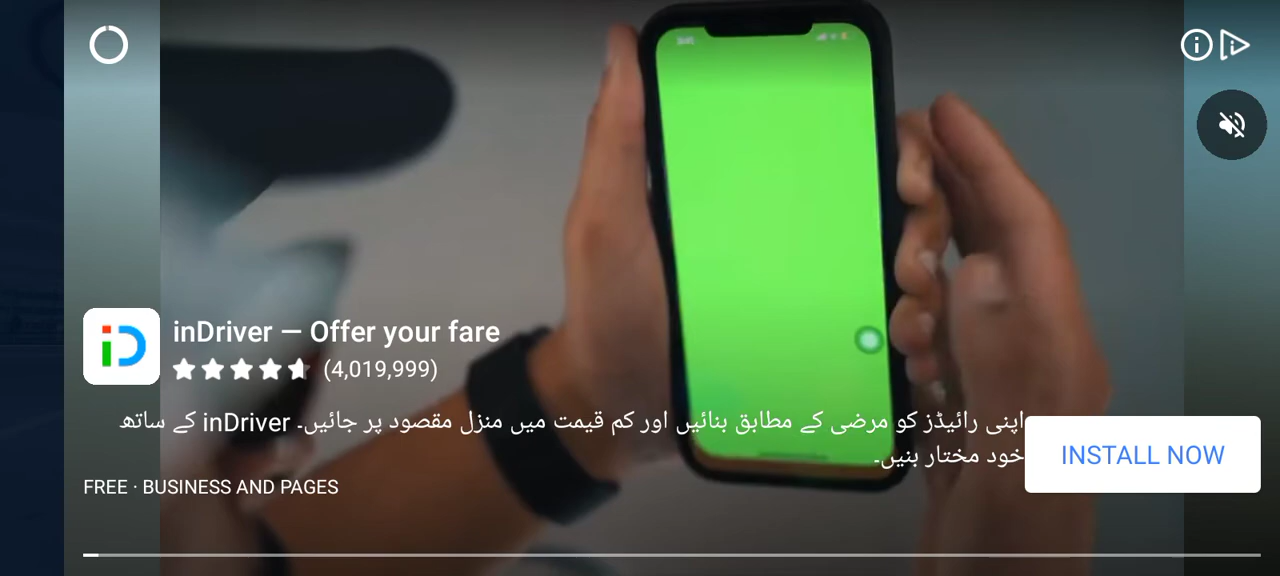 inDriver — Offer your fare
(4,019,999)
اپنی رائیڈز کو مرضی کے مطابق بنائیں اور کم قیمت میں منزل مقصود پر جائیں۔ inDriver کے ساتھ
خود مختار بنیں۔
INSTALL NOW
FREE · BUSINESS AND PAGES